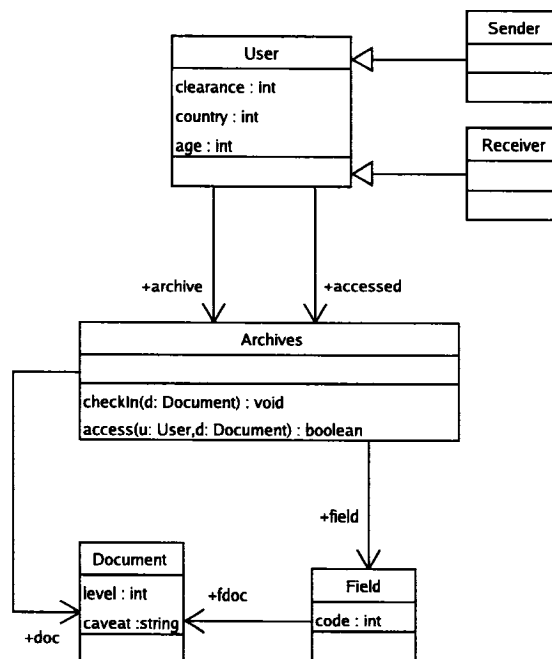 Sender
User
clearance : int
country : int
age : int
Receiver
+archive
+accessed
Archives
checkIn(d: Document) : void
access(u: User,d: Document) : boolean
+field
Document
level : int
caveat :string
+doc
+fdoc
Field
code : int